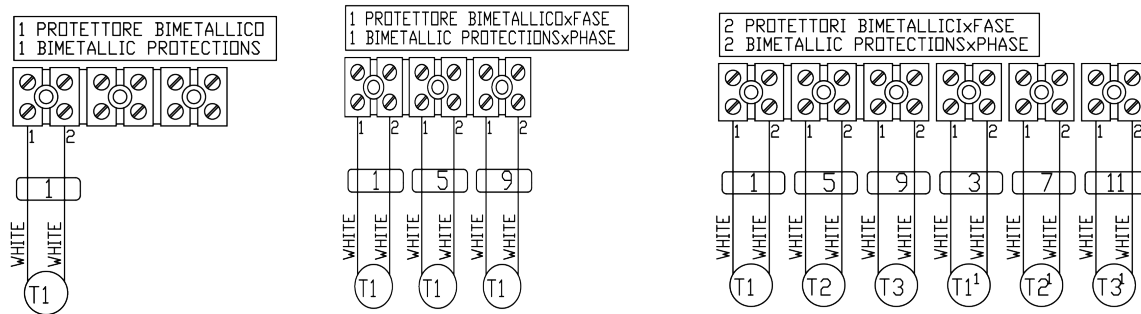 1 PROTETTORE BIMETALLICO
1 BIMETALLIC PROTECTIONS
1 2
1
WHITE WHITE
T1
1 PROTETTORE BIMETALLICOxFASE
1 BIMETALLIC PROTECTIONSxPHASE
1 2 1 2 1 2
1 5 9
WHITE WHITE WHITE WHITE WHITE WHITE
T1 T1 T1
2 PROTETTORI BIMETALLICIxFASE
2 BIMETALLIC PROTECTIONSxPHASE
1 2 1 2 1 2 1 2 1 2 1 2
1 5 9 3 7 11
WHITE WHITE WHITE WHITE WHITE WHITE WHITE WHITE WHITE WHITE WHITE WHITE
T1 T2 T3 T1¹ T2¹ T3¹